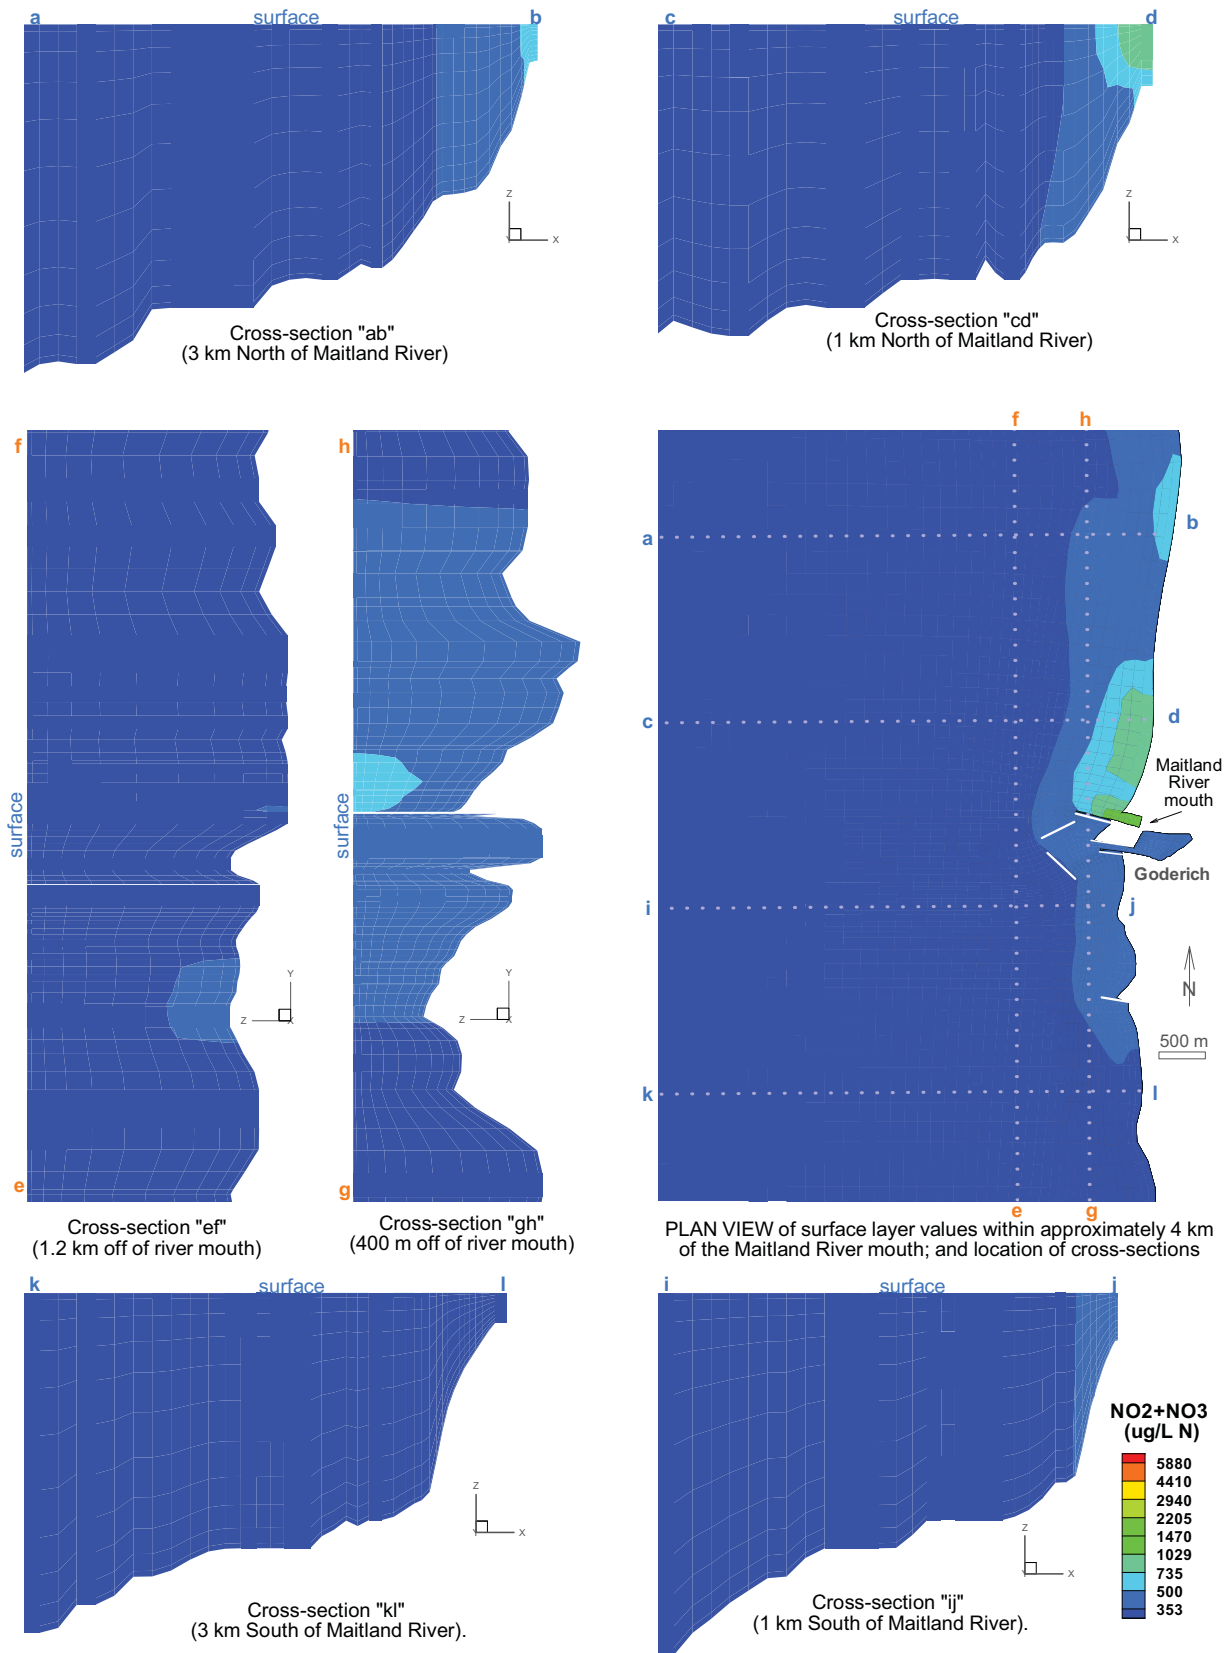 a surface b
Z
Y X
Cross-section "ab"
(3 km North of Maitland River)
c surface d
Z
Y X
Cross-section "cd"
(1 km North of Maitland River)
f
surface
e
Y
Z X
Cross-section "ef"
(1.2 km off of river mouth)
h
surface
g
Y
Z X
Cross-section "gh"
(400 m off of river mouth)
f h
a b
c d
Maitland
River
mouth
Goderich
i j
N
500 m
k l
e g
PLAN VIEW of surface layer values within approximately 4 km
of the Maitland River mouth; and location of cross-sections
k surface l
Z
Y X
Cross-section "kl"
(3 km South of Maitland River).
i surface j
Z
Y X
Cross-section "ij"
(1 km South of Maitland River).
NO2+NO3
(ug/L N)
5880
4410
2940
2205
1470
1029
735
500
353